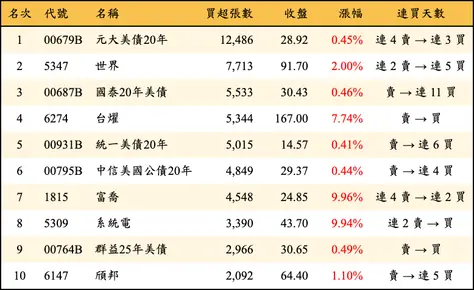 名次 代號 名稱 買超張數 收盤 漲幅 連買天數
1 00679B 元大美債20年 12,486 28.92 0.45% 連 4 賣 → 連 3 買
2 5347 世界 7,713 91.70 2.00% 連 2 賣 → 連 5 買
3 00687B 國泰20年美債 5,533 30.43 0.46% 賣 → 連 11 買
4 6274 台燿 5,344 167.00 7.74% 賣 → 買
5 00931B 統一美債20年 5,015 14.57 0.41% 賣 → 連 6 買
6 00795B 中信美國公債20年 4,849 29.37 0.44% 賣 → 連 4 買
7 1815 富喬 4,548 24.85 9.96% 連 4 賣 → 連 2 買
8 5309 系統電 3,390 43.70 9.94% 連 2 賣 → 買
9 00764B 群益25年美債 2,966 30.65 0.49% 賣 → 買
10 6147 頎邦 2,092 64.40 1.10% 賣 → 連 5 買